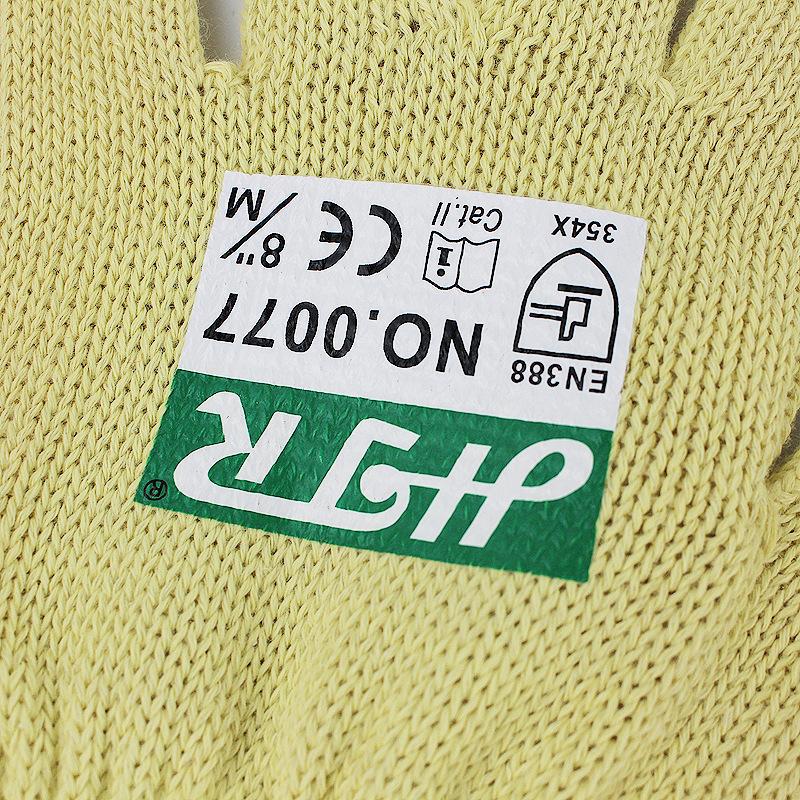 HJR®
EN388
NO.0077
354X
i
Cat.II
CE
8"/M